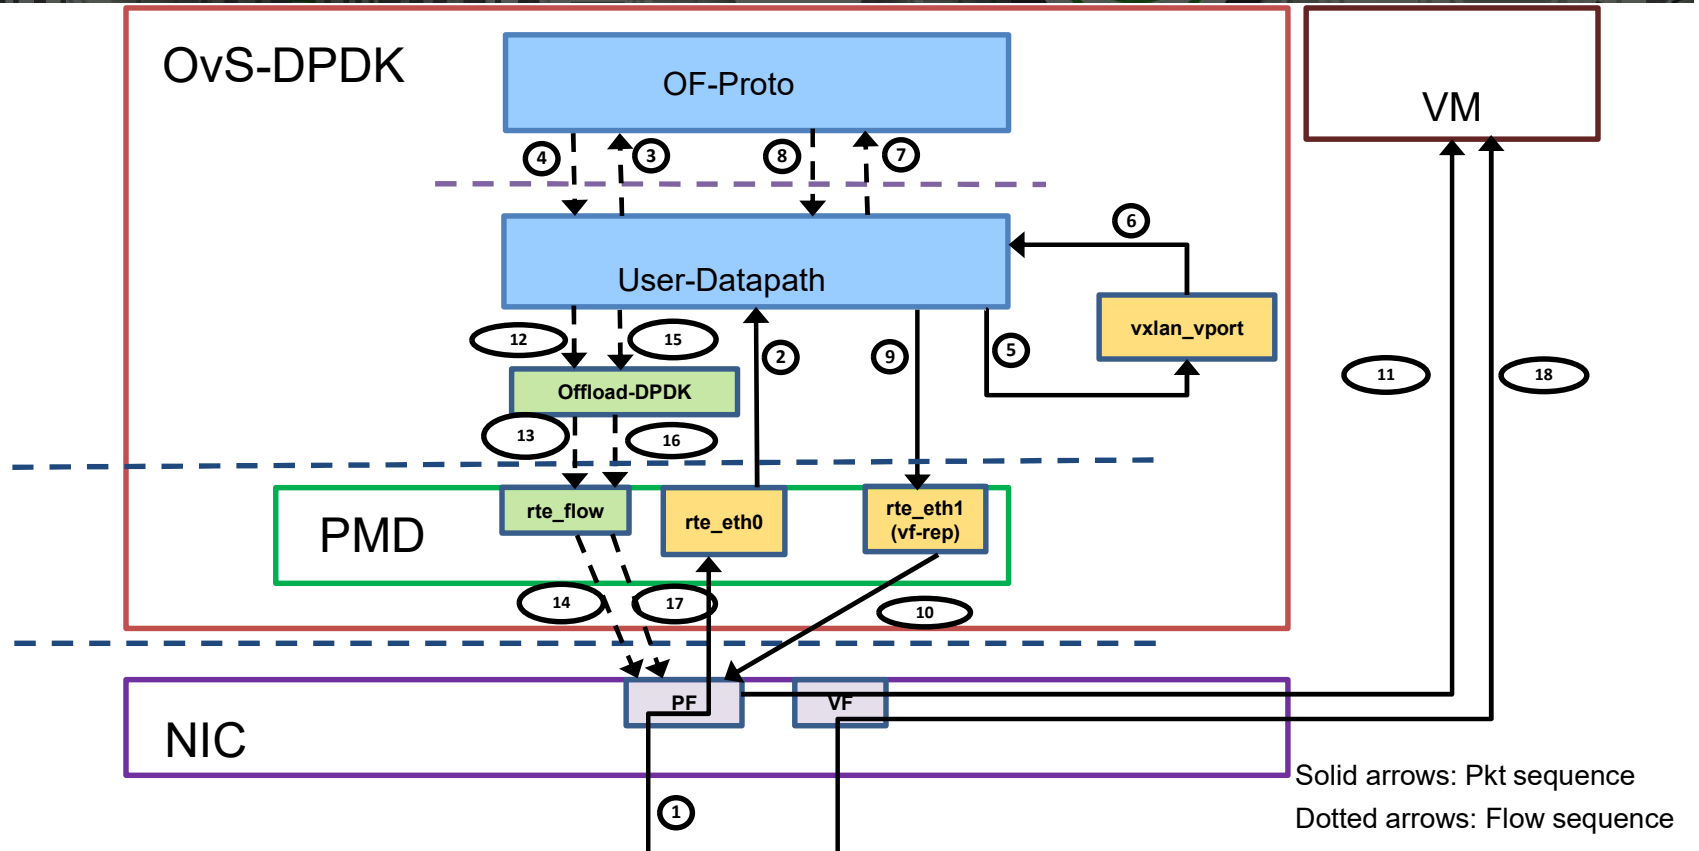 OvS-DPDK
OF-Proto
VM
4
3
8
7
6
User-Datapath
vxlan_vport
12
15
2
9
5
11
18
Offload-DPDK
13
16
PMD
rte_flow
rte_eth0
rte_eth1
(vf-rep)
14
17
10
NIC
PF
VF
1
Solid arrows: Pkt sequence
Dotted arrows: Flow sequence